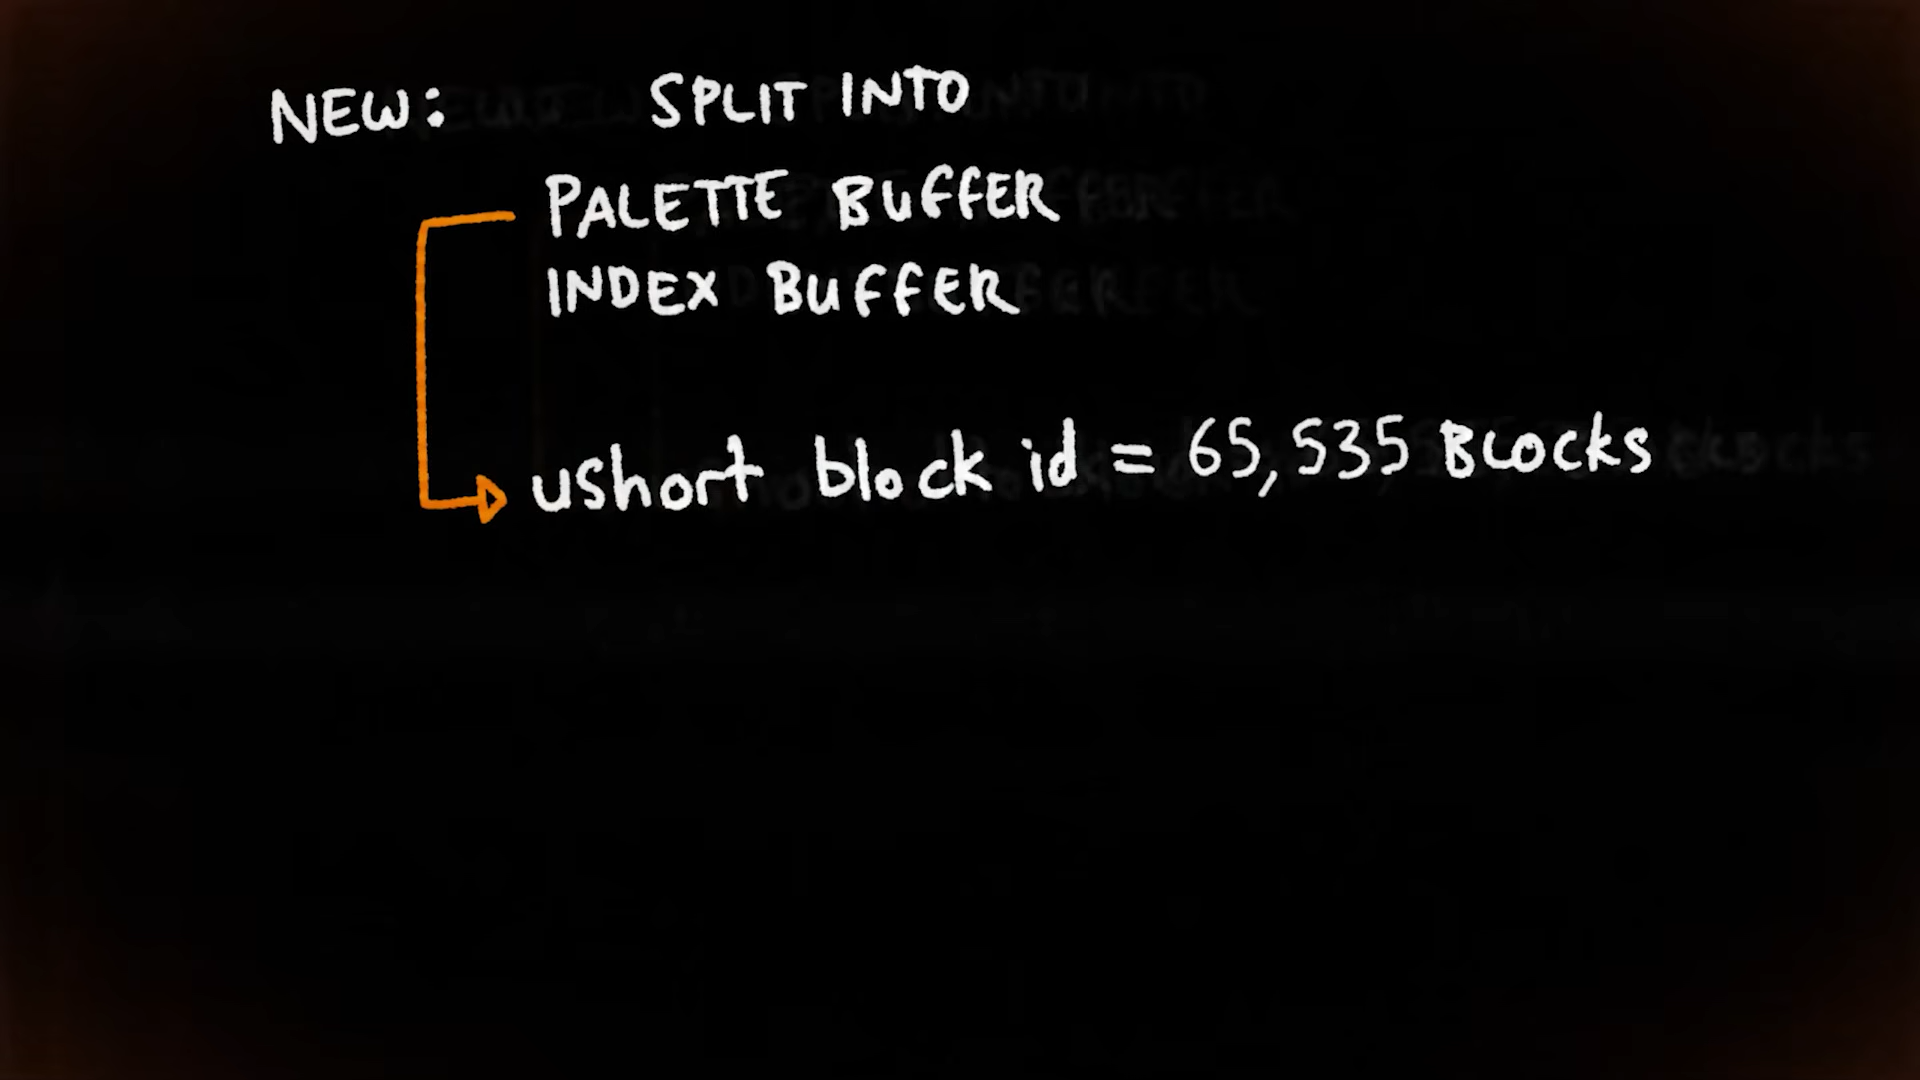 NEW: SPLIT INTO
PALETTE BUFFER
INDEX BUFFER
ushort block id = 65,535 BLocks